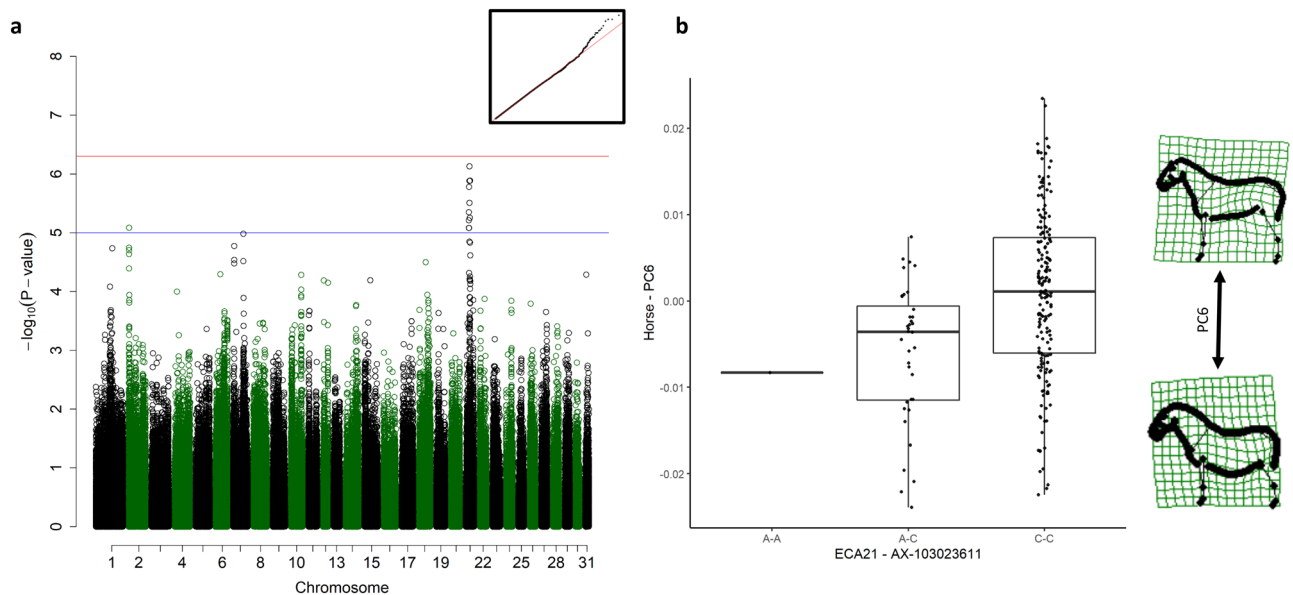 a
8
7
6
5
4
3
2
1
0
−log10(P−value)
1 2 4 6 8 10 13 15 17 19 22 25 28 31
Chromosome
b
0.02
0.01
0.00
-0.01
-0.02
Horse - PC6
A-A A-C C-C
ECA21 - AX-103023611
PC6